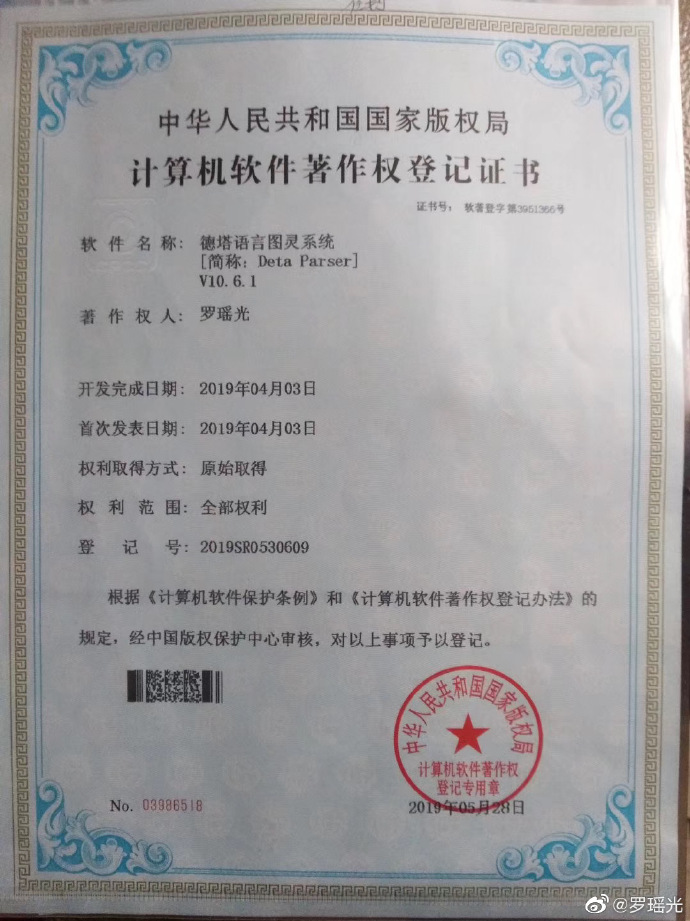 中华人民共和国国家版权局
计算机软件著作权登记证书
证书号： 软著登字第3951366号
软件名称： 德塔语言图灵系统
[简称：Deta Parser]
V10.6.1
著作权人： 罗瑶光
开发完成日期： 2019年04月03日
首次发表日期： 2019年04月03日
权利取得方式： 原始取得
权利范围： 全部权利
登记号： 2019SR0530609
根据《计算机软件保护条例》和《计算机软件著作权登记办法》的
规定，经中国版权保护中心审核，对以上事项予以登记。
中华人民共和国国家版权局
计算机软件著作权
登记专用章
No. 03986518
2019年05月28日
@罗瑶光